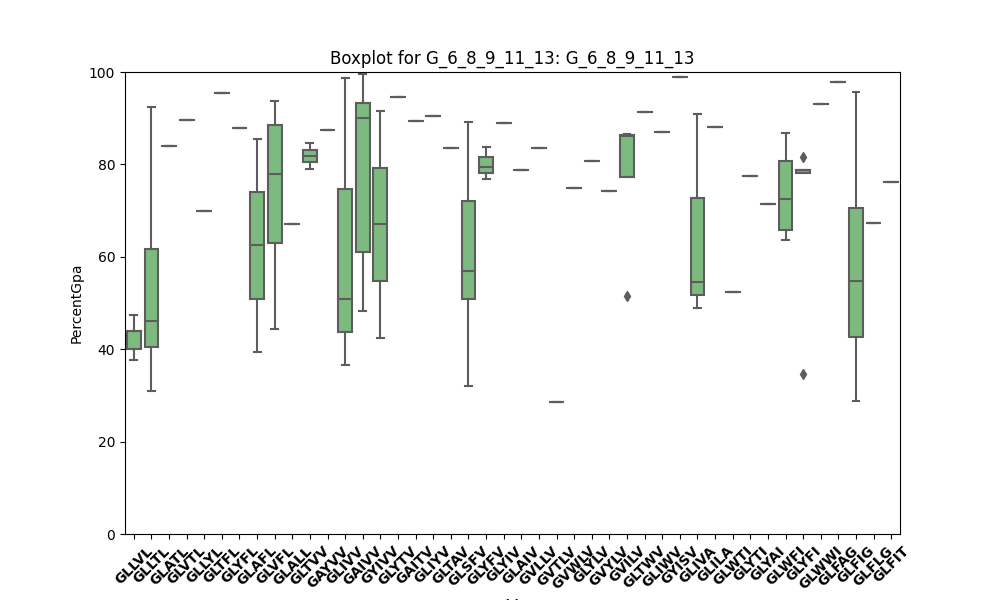 Boxplot for G_6_8_9_11_13: G_6_8_9_11_13
PercentGpa
100
80
60
40
20
0
GLLVL
GLLTL
GLATL
GLVTL
GLLYL
GLTFL
GLYFL
GLAFL
GLVFL
GLALL
GLTVV
GAYVV
GLIVV
GAIVV
GYIVV
GLYTV
GAITV
GLIYV
GLTAV
GLSFV
GLYFV
GLYIV
GLAIV
GVLLV
GVTLV
GVWLV
GLYLV
GVYLV
GVILV
GLTWV
GLIWV
GYISV
GLIVA
GLILA
GLWTI
GLYTI
GLYAI
GLWFI
GLYFI
GLWWI
GLFAG
GLFIG
GLFLG
GLFIT